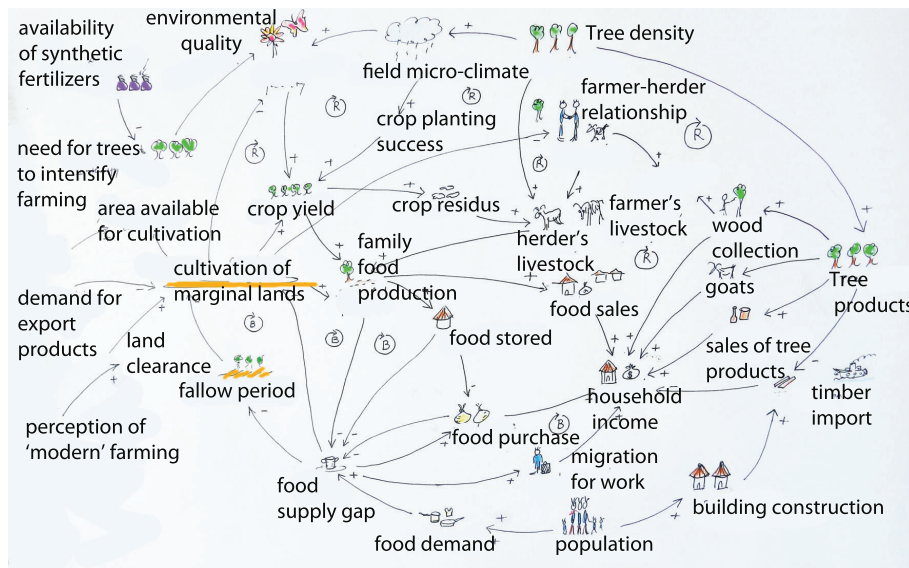 availability
of synthetic
fertilizers
environmental
quality
Tree density
field micro-climate
farmer-herder
relationship
crop planting
success
need for trees
to intensify
farming
crop yield
crop residus
area available
for cultivation
family
food
production
herder's
livestock
farmer's
livestock
wood
collection
cultivation of
marginal lands
goats
Tree
products
demand for
export
products
food sales
land
clearance
food stored
sales of tree
products
fallow period
household
income
timber
import
perception of
'modern' farming
food purchase
migration
for work
food
supply gap
building construction
food demand
population
R
R
R
R
R
R
B
B
B
B